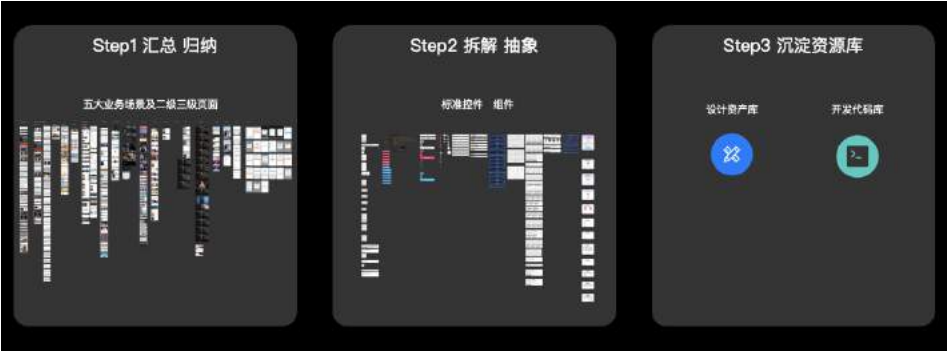 Step1 汇总 归纳
五大业务场景及二级三级页面
Step2 拆解 抽象
标准控件 组件
Step3 沉淀资源库
设计资产库
开发代码库